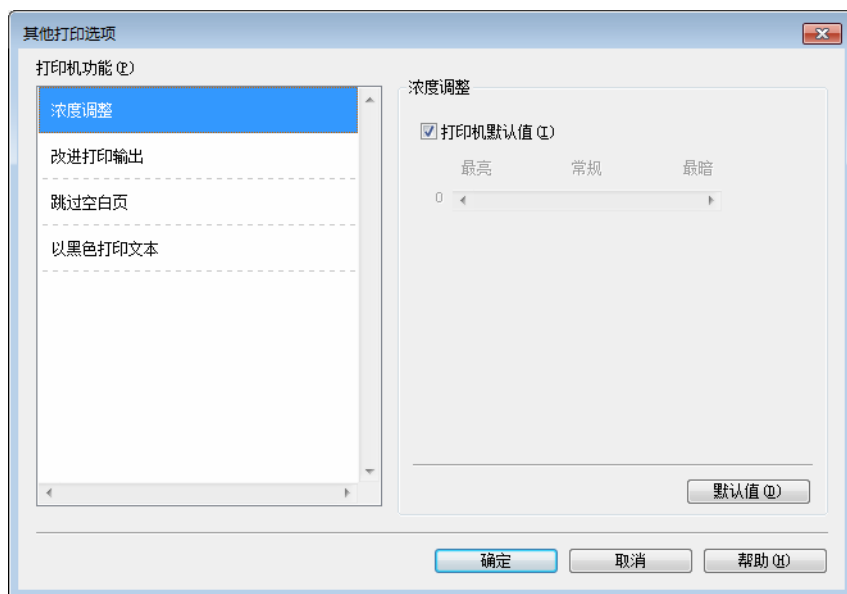 其他打印选项
打印机功能(P)
浓度调整
改进打印输出
跳过空白页
以黑色打印文本
浓度调整
打印机默认值(I)
最亮 常规 最暗
0
默认值(D)
确定 取消 帮助(H)